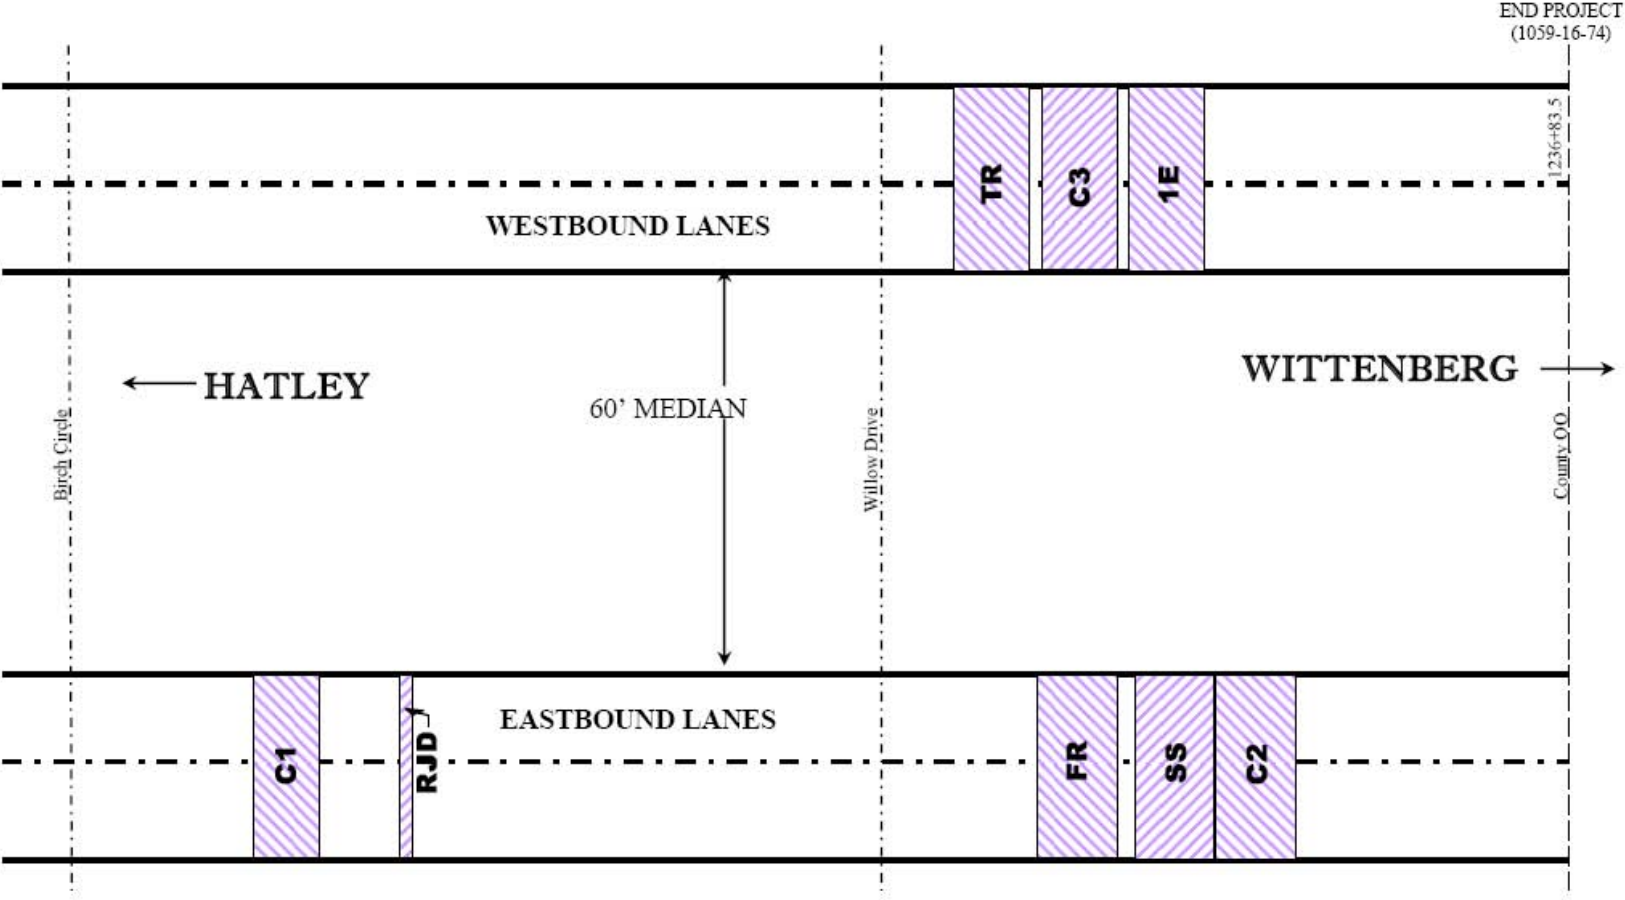 END PROJECT
(1059-16-74)
1236+83.5
TR
C3
1E
WESTBOUND LANES
HATLEY
WITTENBERG
60’ MEDIAN
Birch Circle
Willow Drive
County OO
EASTBOUND LANES
C1
RJD
FR
SS
C2